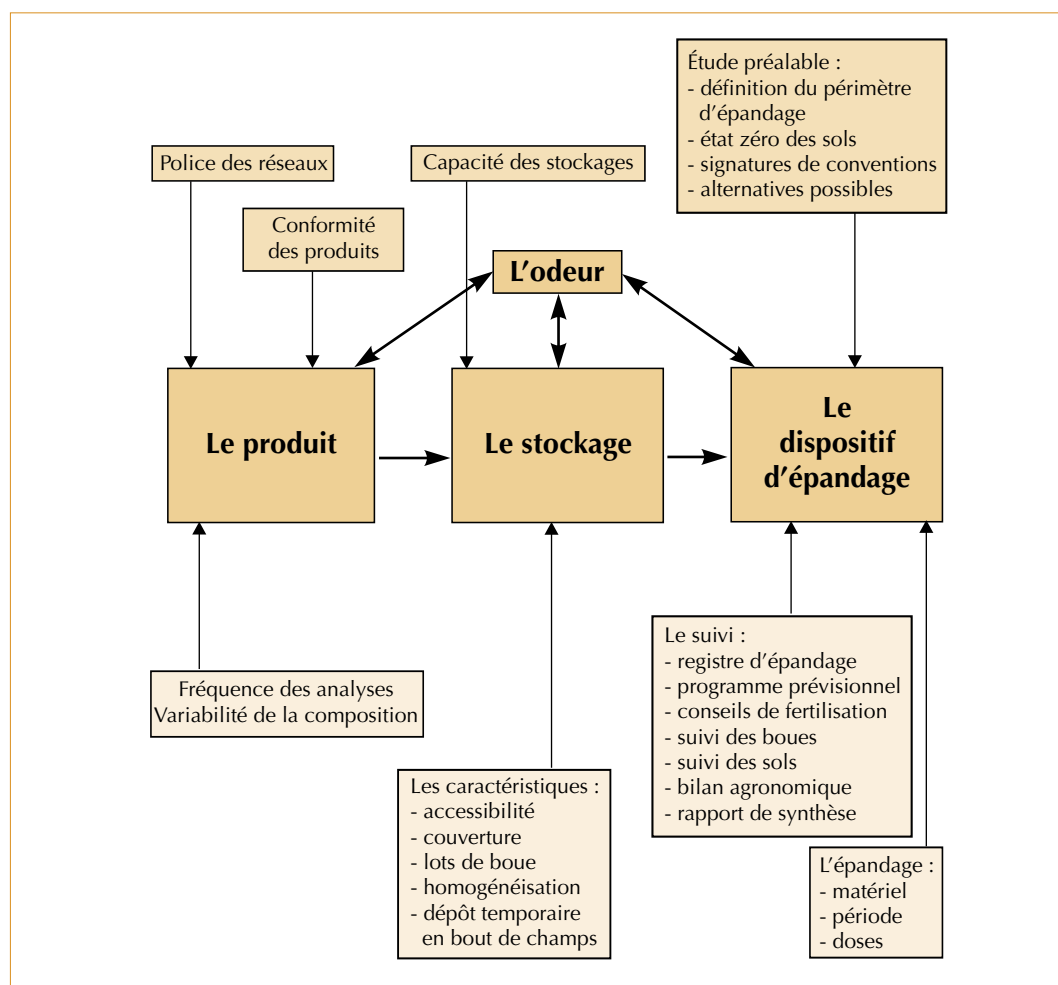 Étude préalable :
- définition du périmètre
d'épandage
- état zéro des sols
- signatures de conventions
- alternatives possibles
Police des réseaux
Capacité des stockages
Conformité
des produits
L'odeur
Le produit
Le stockage
Le
dispositif
d'épandage
Fréquence des analyses
Variabilité de la composition
Les caractéristiques :
- accessibilité
- couverture
- lots de boue
- homogénéisation
- dépôt temporaire
en bout de champs
Le suivi :
- registre d'épandage
- programme prévisionnel
- conseils de fertilisation
- suivi des boues
- suivi des sols
- bilan agronomique
- rapport de synthèse
L'épandage :
- matériel
- période
- doses